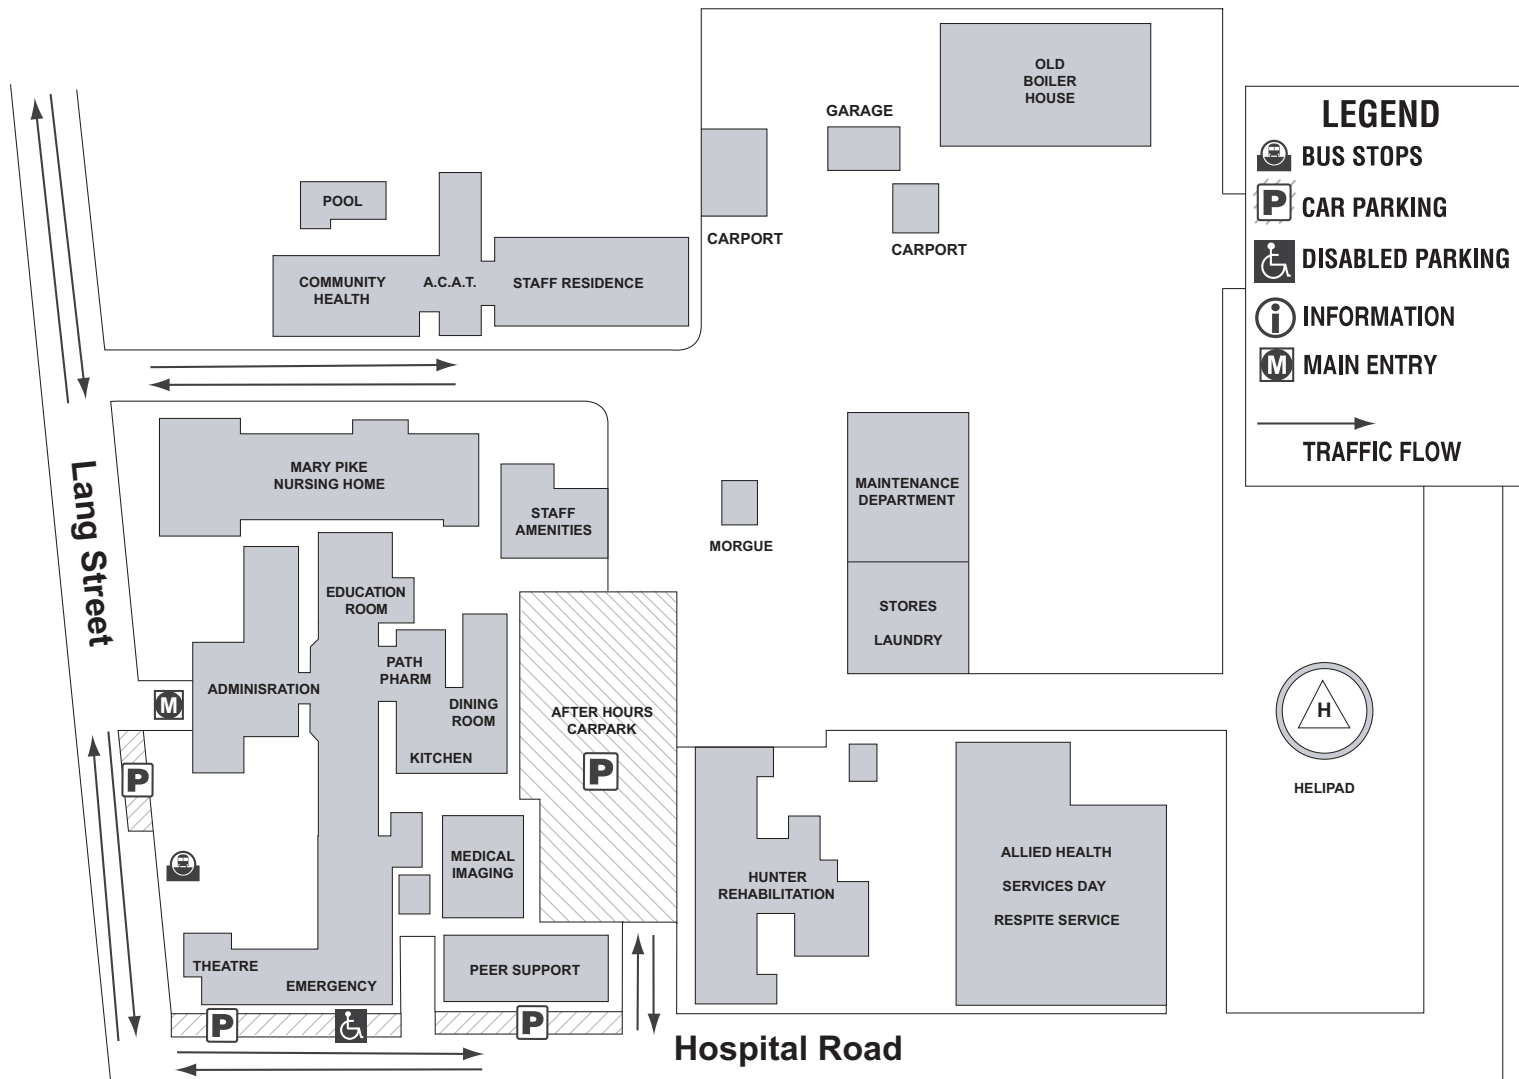 OLD
BOILER
HOUSE
GARAGE
CARPORT
CARPORT
POOL
COMMUNITY
HEALTH
A.C.A.T.
STAFF RESIDENCE
LEGEND
BUS STOPS
P CAR PARKING
DISABLED PARKING
i INFORMATION
M MAIN ENTRY
TRAFFIC FLOW
Lang Street
MARY PIKE
NURSING HOME
STAFF
AMENITIES
MORGUE
MAINTENANCE
DEPARTMENT
STORES
LAUNDRY
EDUCATION
ROOM
PATH
PHARM
ADMINISRATION
M
DINING
ROOM
KITCHEN
AFTER HOURS
CARPARK
P
P
H
HELIPAD
MEDICAL
IMAGING
HUNTER
REHABILITATION
ALLIED HEALTH
SERVICES DAY
RESPITE SERVICE
THEATRE
EMERGENCY
PEER SUPPORT
P
P
Hospital Road